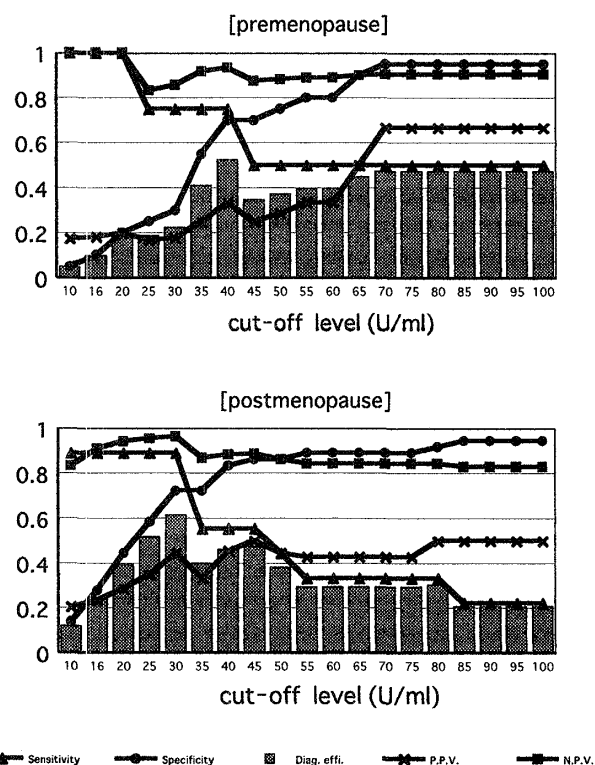 [premenopause]
1
0.8
0.6
0.4
0.2
0
10 16 20 25 30 35 40 45 50 55 60 65 70 75 80 85 90 95 100
cut-off level (U/ml)
[postmenopause]
1
0.8
0.6
0.4
0.2
0
10 16 20 25 30 35 40 45 50 55 60 65 70 75 80 85 90 95 100
cut-off level (U/ml)
Sensitivity Specificity Diag. effi. P.P.V. N.P.V.